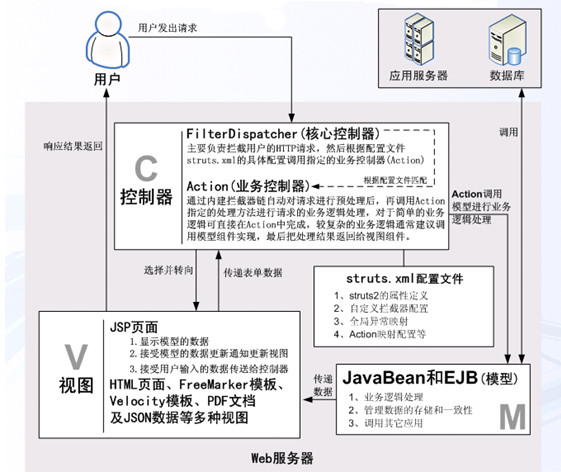 用户发出请求
用户
应用服务器
数据库
响应结果返回
调用
C
控制器
FilterDispatcher(核心控制器)
主要负责拦截用户的HTTP请求，然后根据配置文件
struts.xml的具体配置调用指定的业务控制器(Action)
根据配置文件匹配
Action(业务控制器)
通过内建拦截器链自动对请求进行预处理后，再调用Action
指定的处理方法进行请求的业务逻辑处理，对于简单的业务
逻辑可直接在Action中完成，较复杂的业务逻辑通常建议调
用模型组件实现，最后把处理结果返回给视图组件。
Action调用
模型进行业务
逻辑处理
选择并转向
传递表单数据
struts.xml配置文件
1、struts2的属性定义
2、自定义拦截器配置
3、全局异常映射
4、Action映射配置等
V
视图
JSP页面
1.显示模型的数据
2.接受模型的数据更新通知更新视图
3.接受用户输入的数据传送给控制器
HTML页面、FreeMarker模板、
Velocity模板、PDF文档
及JSON数据等多种视图
传递
数据
JavaBean和EJB(模型)
1、业务逻辑处理
2、管理数据的存储和一致性
3、调用其它应用
M
Web服务器